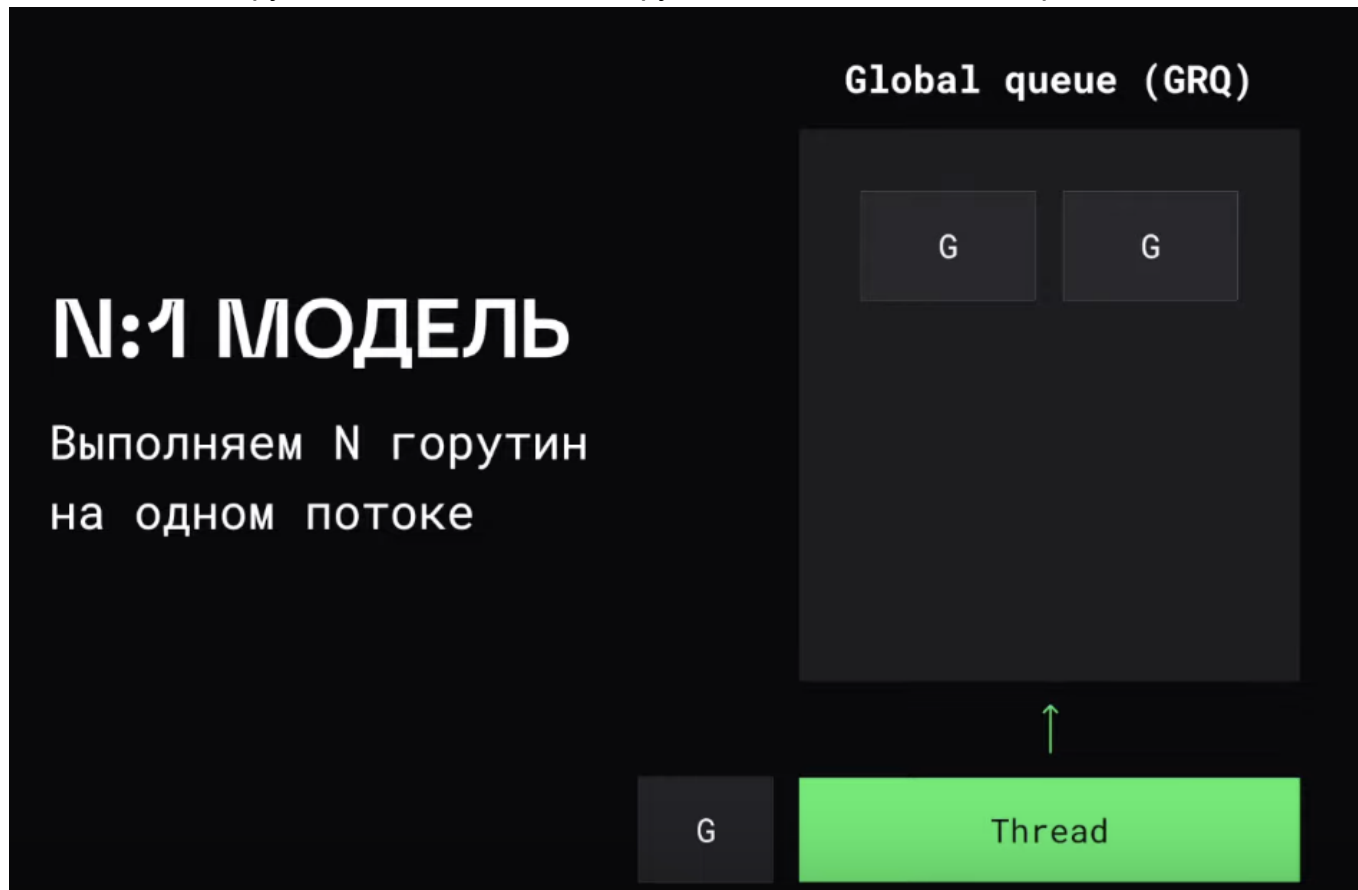 N:1 МОДЕЛЬ
Выполняем N горутин
на одном потоке
Global queue (GRQ)
G G
G
Thread